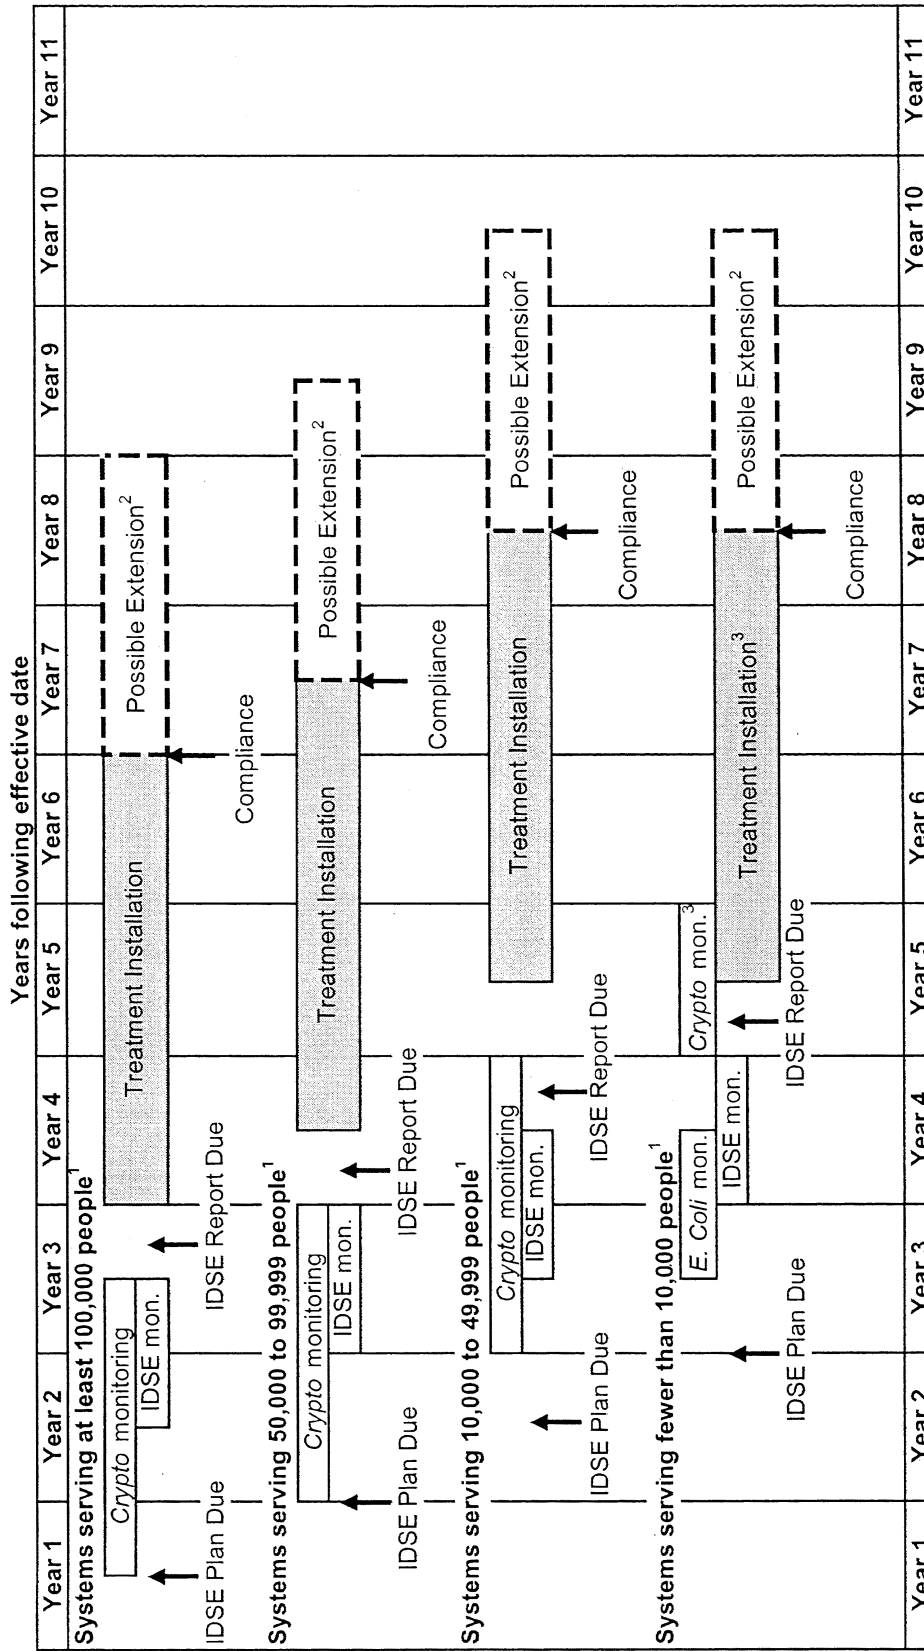 Years following effective date
Year 1 Year 2 Year 3 Year 4 Year 5 Year 6 Year 7 Year 8 Year 9 Year 10 Year 11
Systems serving at least 100,000 people¹
Crypto monitoring
IDSE mon.
Treatment Installation
Possible Extension²
IDSE Plan Due
IDSE Report Due
Compliance
Systems serving 50,000 to 99,999 people¹
Crypto monitoring
IDSE mon.
Treatment Installation
Possible Extension²
IDSE Plan Due
IDSE Report Due
Compliance
Systems serving 10,000 to 49,999 people¹
Crypto monitoring
IDSE mon.
Treatment Installation
Possible Extension²
IDSE Plan Due
IDSE Report Due
Compliance
Systems serving fewer than 10,000 people¹
E. Coli mon.
Crypto mon.³
IDSE mon.
Treatment Installation³
Possible Extension²
IDSE Plan Due
IDSE Report Due
Compliance
Year 1 Year 2 Year 3 Year 4 Year 5 Year 6 Year 7 Year 8 Year 9 Year 10 Year 11